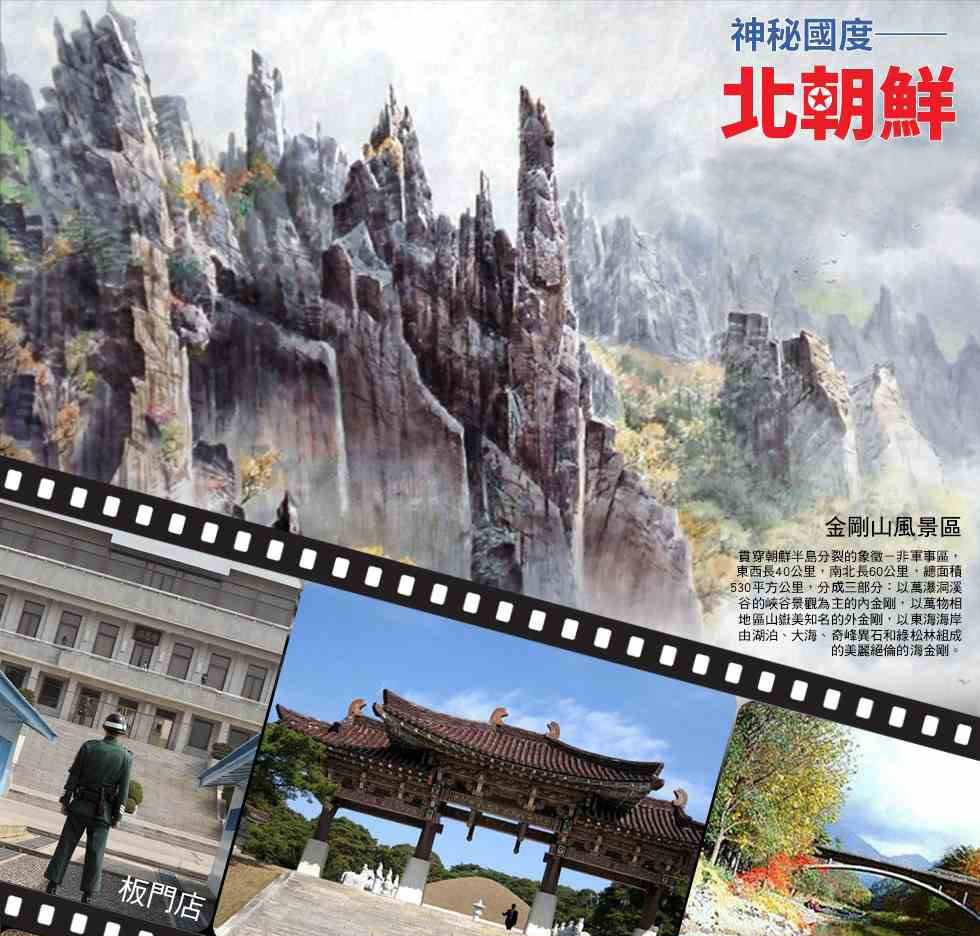 神秘國度——
北朝鮮
金剛山風景區
貫穿朝鮮半島分裂的象徵－非軍事區，
東西長40公里，南北長60公里，總面積
530平方公里，分成三部分：以萬瀑洞溪
谷的峽谷景觀為主的內金剛，以萬物相
地區山嶽美知名的外金剛，以東海海岸
由湖泊、大海、奇峰異石和綠松林組成
的美麗絕倫的海金剛。
板門店